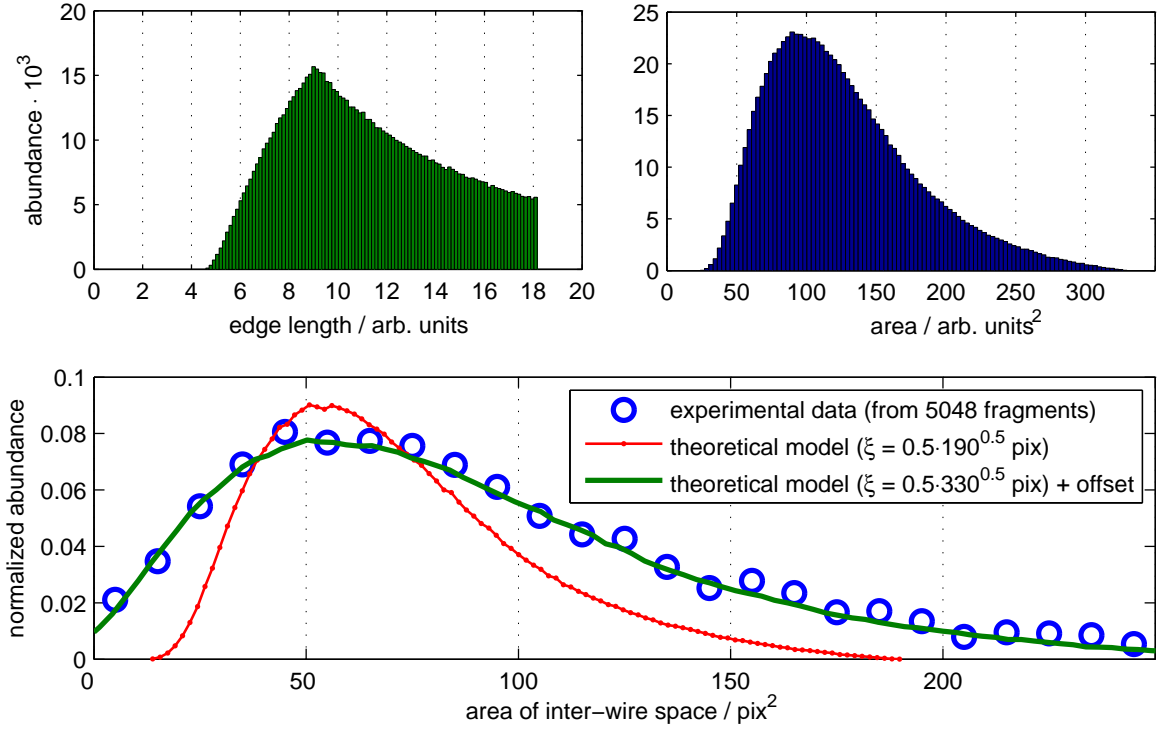 20
15
10
5
0
abundance · 10³
0 2 4 6 8 10 12 14 16 18 20
edge length / arb. units
25
20
15
10
5
0
50 100 150 200 250 300
area / arb. units²
0.1
0.08
0.06
0.04
0.02
0
normalized abundance
0 50 100 150 200
area of inter−wire space / pix²
experimental data (from 5048 fragments)
theoretical model (ξ = 0.5·190^0.5 pix)
theoretical model (ξ = 0.5·330^0.5 pix) + offset